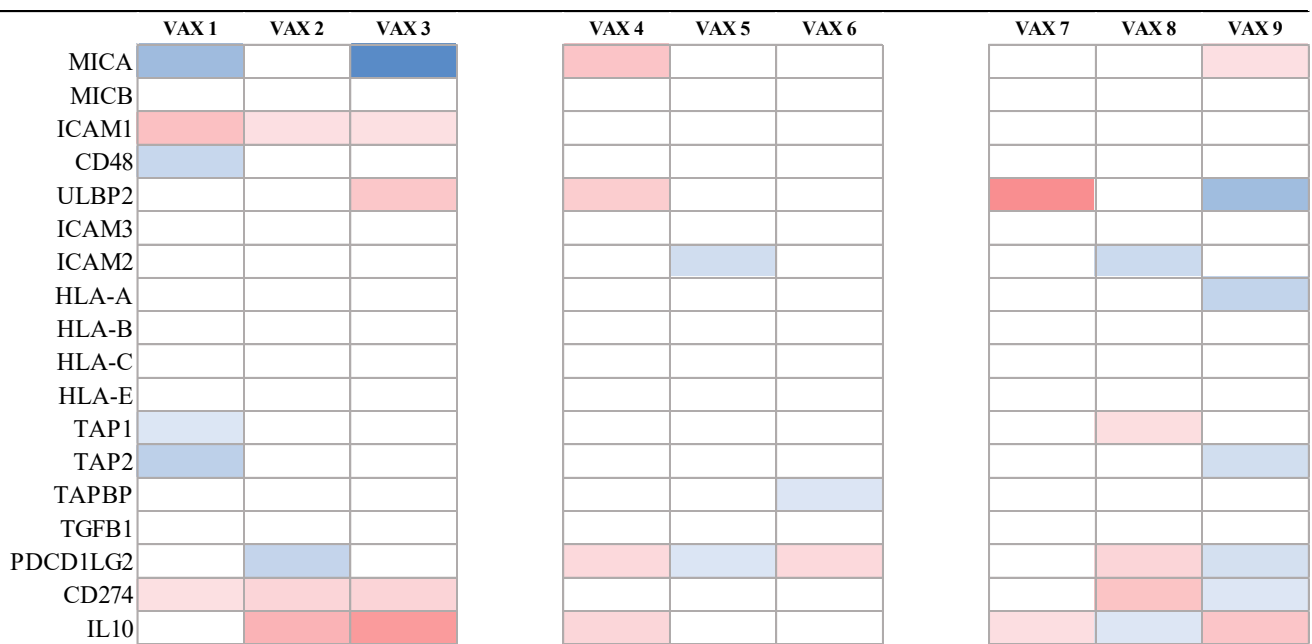 VAX 1 VAX 2 VAX 3 VAX 4 VAX 5 VAX 6 VAX 7 VAX 8 VAX 9
MICA
MICB
ICAM1
CD48
ULBP2
ICAM3
ICAM2
HLA-A
HLA-B
HLA-C
HLA-E
TAP1
TAP2
TAPBP
TGFB1
PDCD1LG2
CD274
IL10